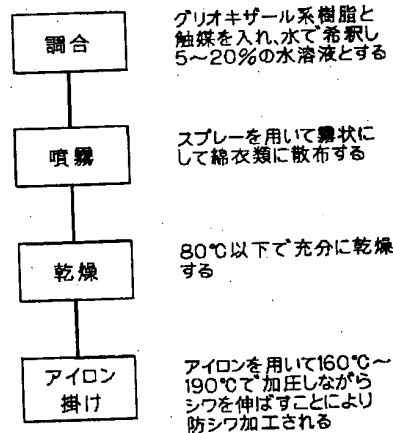 調合
グリオキザール系樹脂と
触媒を入れ、水で希釈し
5~20%の水溶液とする
噴霧
スプレーを用いて霧状に
して綿衣類に散布する
乾燥
80℃以下で充分に乾燥
する
アイロン
掛け
アイロンを用いて160℃~
190℃で加圧しながら
シワを伸ばすことにより
防シワ加工される